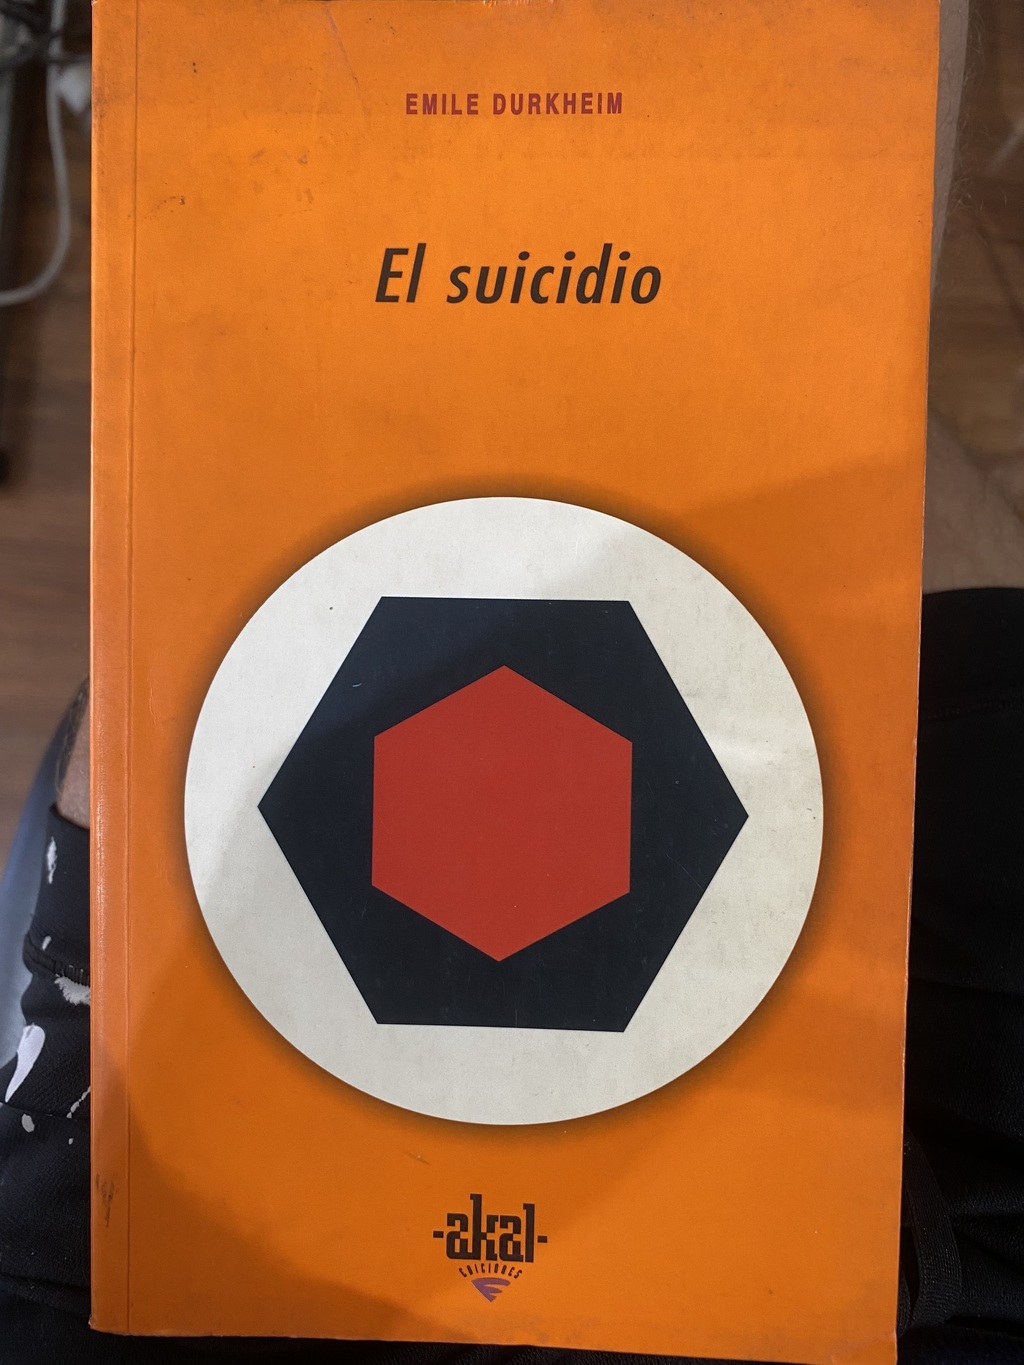 EMILE DURKHEIM
El suicidio
-akal-
EDICIONES